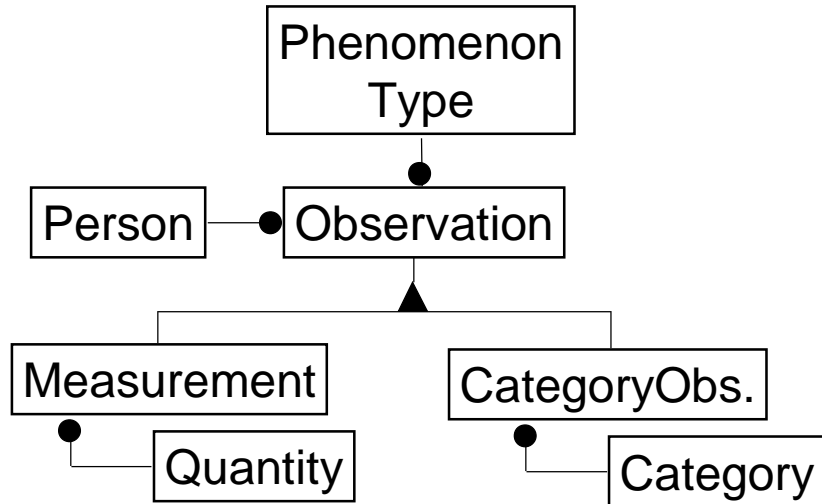 Phenomenon
Type
Person
Observation
Measurement
CategoryObs.
Quantity
Category